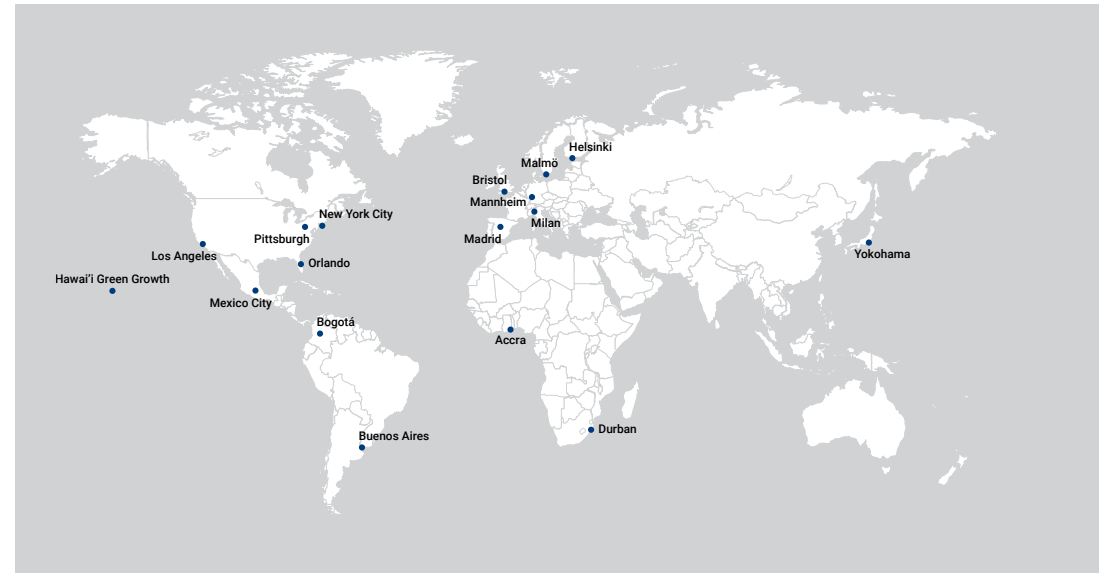 Helsinki
Malmö
Bristol
Mannheim
New York City
Milan
Pittsburgh
Madrid
Los Angeles
Yokohama
Orlando
Hawai'i Green Growth
Mexico City
Bogotá
Accra
Durban
Buenos Aires